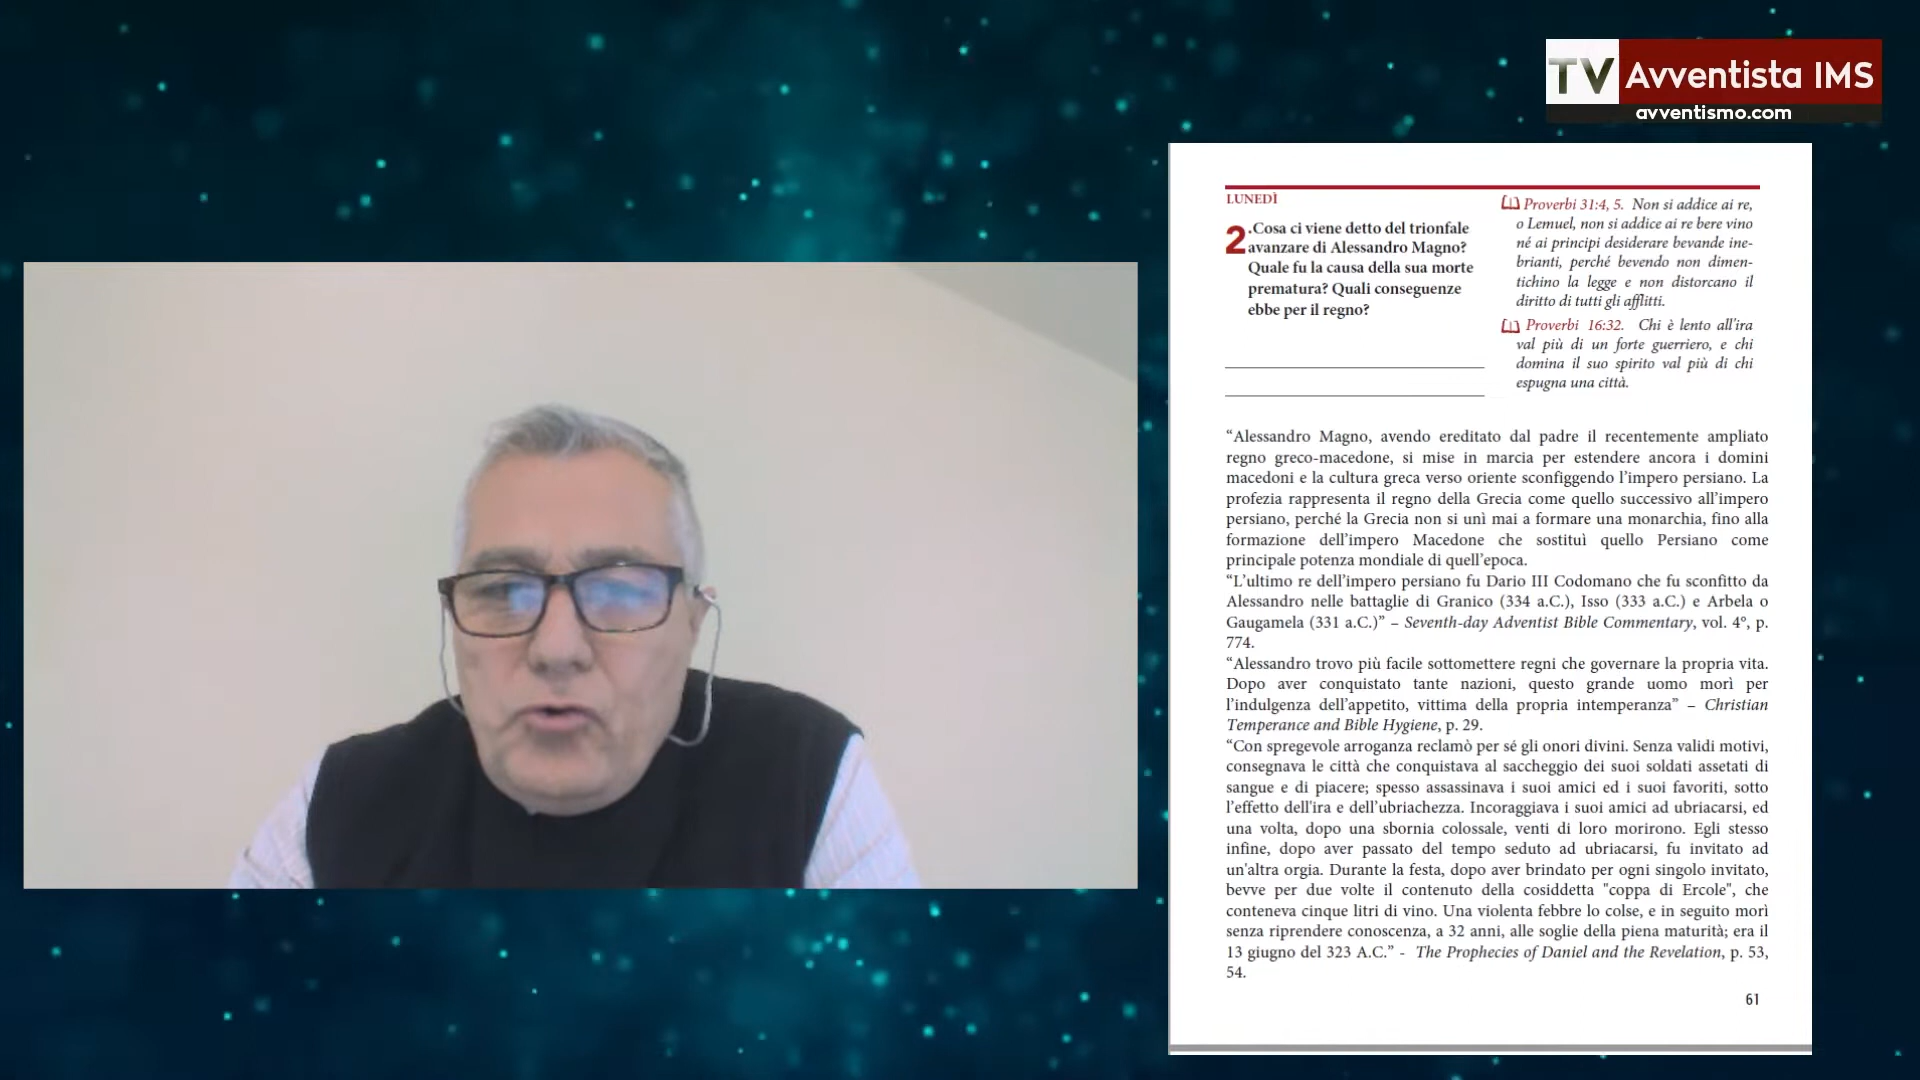 TV Avventista IMS
avventismo.com
LUNEDÌ
2.Cosa ci viene detto del trionfale
avanzare di Alessandro Magno?
Quale fu la causa della sua morte
prematura? Quali conseguenze
ebbe per il regno?
Proverbi 31:4, 5. Non si addice ai re,
o Lemuel, non si addice ai re bere vino
né ai principi desiderare bevande ine-
brianti, perché bevendo non dimen-
tichino la legge e non distorcano il
diritto di tutti gli afflitti.
Proverbi 16:32. Chi è lento all'ira
val più di un forte guerriero, e chi
domina il suo spirito val più di chi
espugna una città.
“Alessandro Magno, avendo ereditato dal padre il recentemente ampliato
regno greco-macedone, si mise in marcia per estendere ancora i domini
macedoni e la cultura greca verso oriente sconfiggendo l'impero persiano. La
profezia rappresenta il regno della Grecia come quello successivo all'impero
persiano, perché la Grecia non si unì mai a formare una monarchia, fino alla
formazione dell'impero Macedone che sostituì quello Persiano come
principale potenza mondiale di quell'epoca.
“L'ultimo re dell'impero persiano fu Dario III Codomano che fu sconfitto da
Alessandro nelle battaglie di Granico (334 a.C.), Isso (333 a.C.) e Arbela o
Gaugamela (331 a.C.)” – Seventh-day Adventist Bible Commentary, vol. 4°, p.
774.
“Alessandro trovo più facile sottomettere regni che governare la propria vita.
Dopo aver conquistato tante nazioni, questo grande uomo morì per
l'indulgenza dell'appetito, vittima della propria intemperanza” – Christian
Temperance and Bible Hygiene, p. 29.
“Con spregevole arroganza reclamò per sé gli onori divini. Senza validi motivi,
consegnava le città che conquistava al saccheggio dei suoi soldati assetati di
sangue e di piacere; spesso assassinava i suoi amici ed i suoi favoriti, sotto
l'effetto dell'ira e dell'ubriachezza. Incoraggiava i suoi amici ad ubriacarsi, ed
una volta, dopo una sbornia colossale, venti di loro morirono. Egli stesso
infine, dopo aver passato del tempo seduto ad ubriacarsi, fu invitato ad
un'altra orgia. Durante la festa, dopo aver brindato per ogni singolo invitato,
bevve per due volte il contenuto della cosiddetta "coppa di Ercole", che
conteneva cinque litri di vino. Una violenta febbre lo colse, e in seguito morì
senza riprendere conoscenza, a 32 anni, alle soglie della piena maturità; era il
13 giugno del 323 A.C.” - The Prophecies of Daniel and the Revelation, p. 53,
54.
61